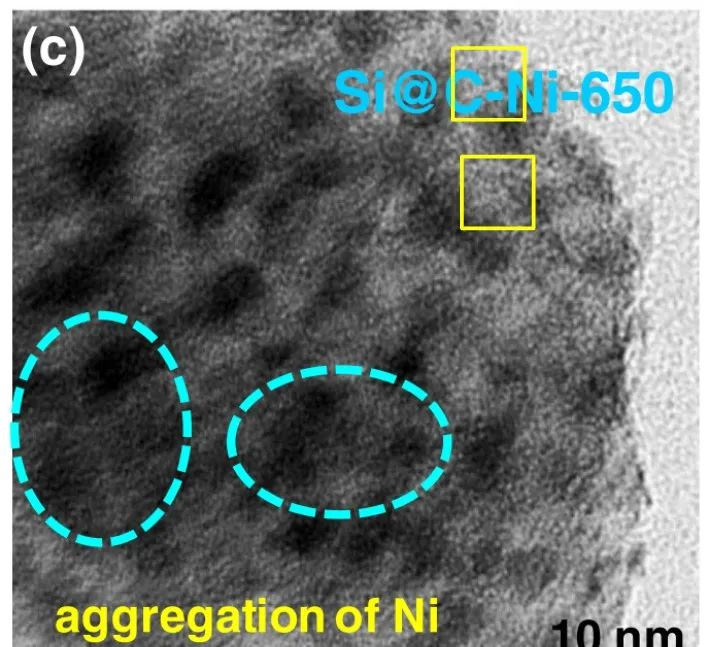 (c)
Si@C-Ni-650
aggregation of Ni
10 nm